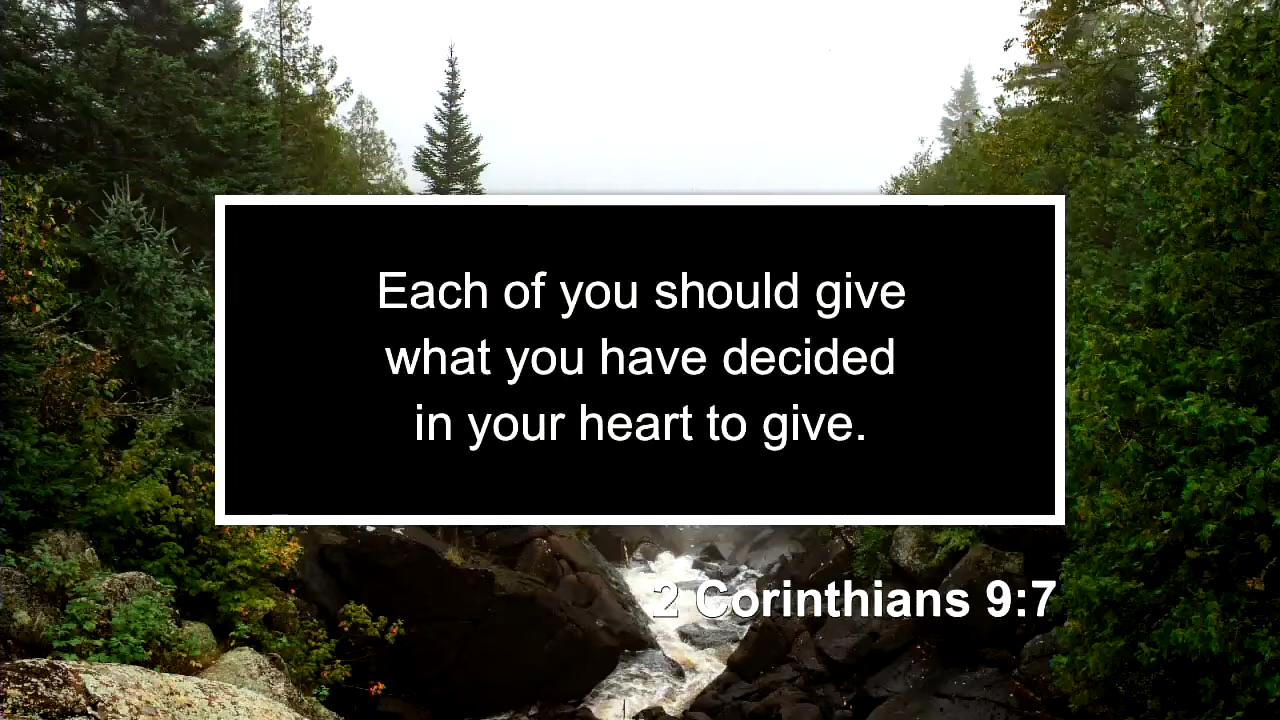 Each of you should give
what you have decided
in your heart to give.
2 Corinthians 9:7